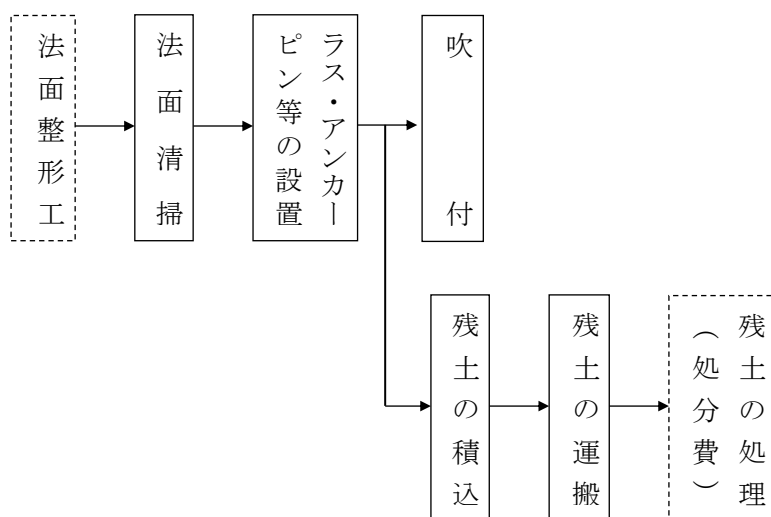 法面整形工
法面清掃
ラス・アンカー
ピン等の設置
吹付
残土の積込
残土の運搬
残土の処理
（処分費）